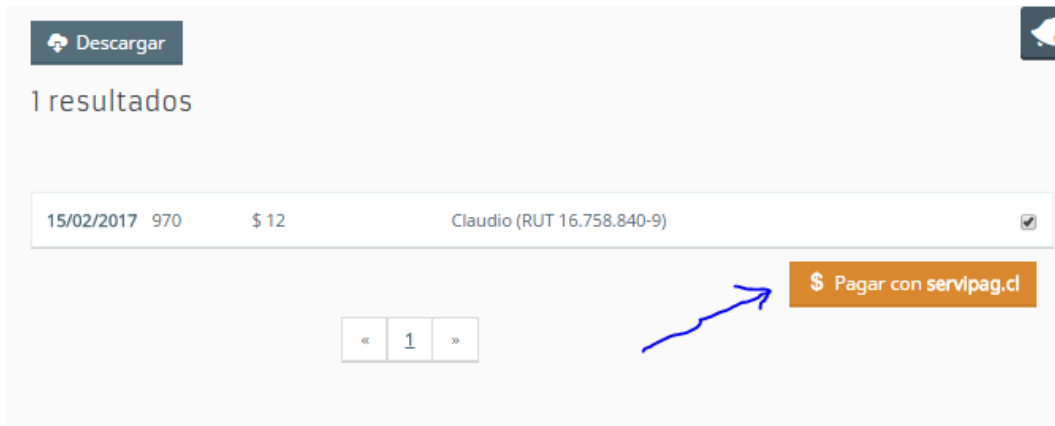 Descargar
1 resultados
15/02/2017 970 $ 12 Claudio (RUT 16.758.840-9)
$ Pagar con servipag.cl
« 1 »